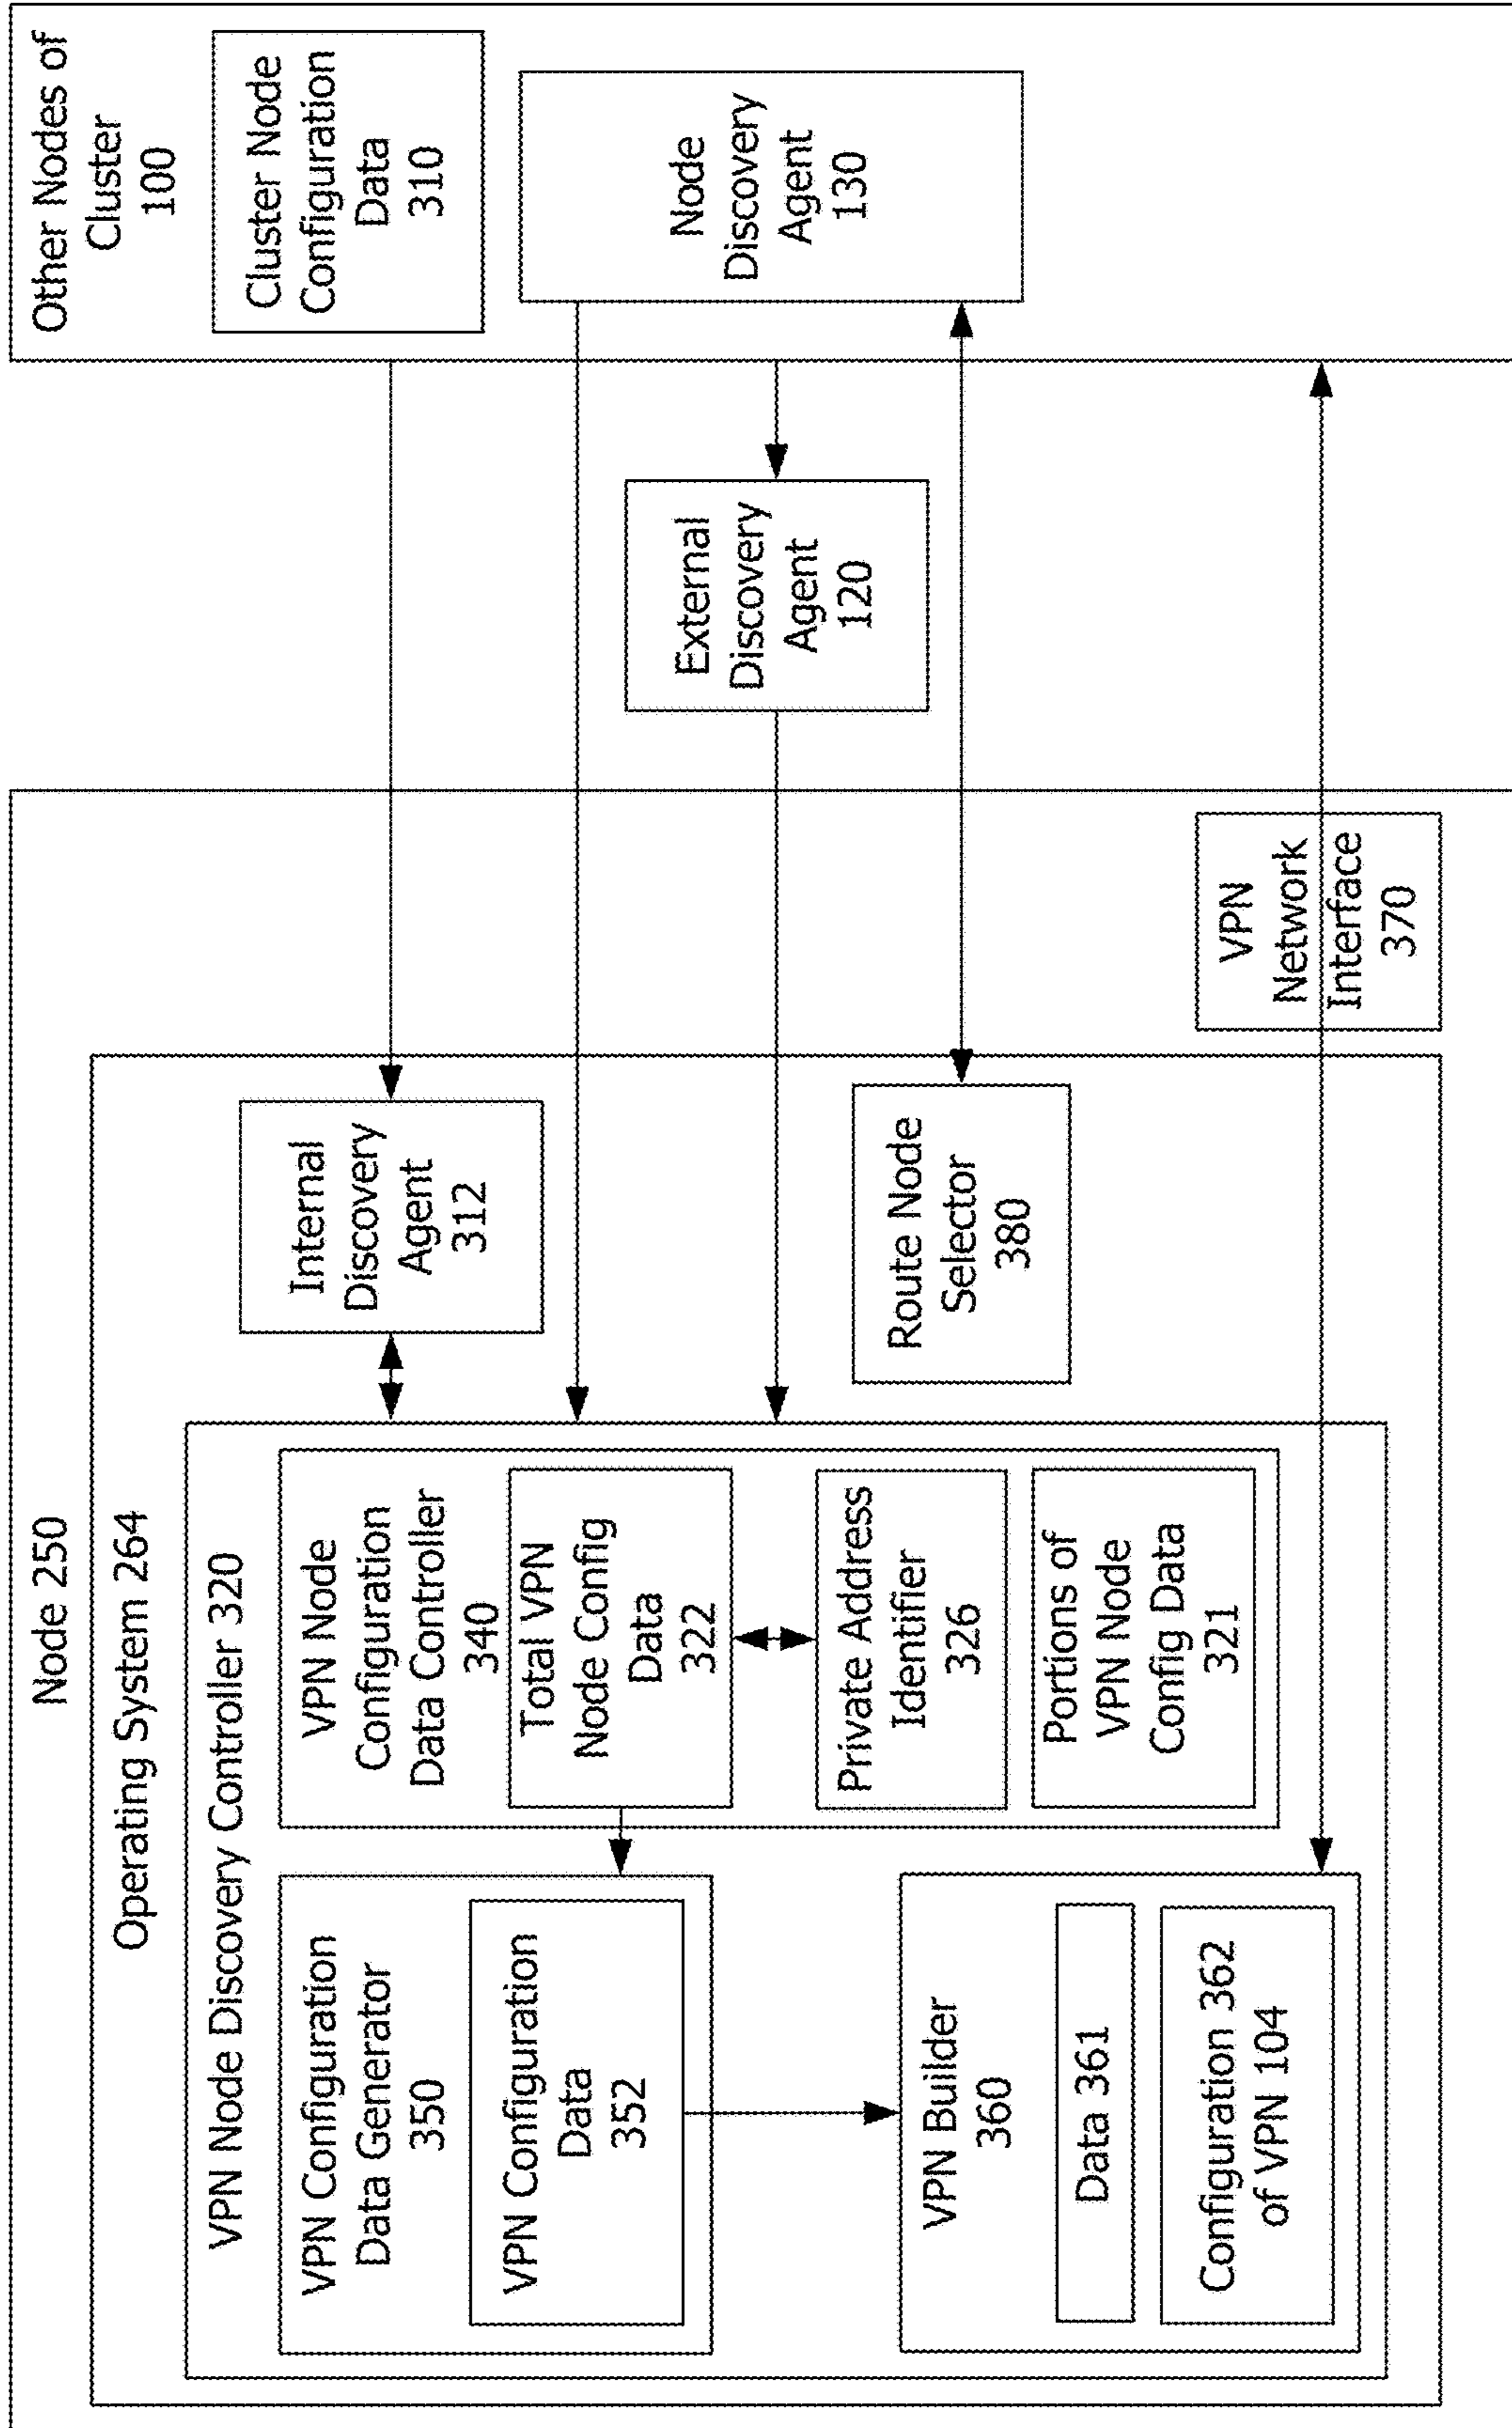 Node 250
Operating System 264
VPN Node Discovery Controller 320
VPN Configuration
Data Generator
350
VPN Configuration
Data
352
VPN Builder
360
Data 361
Configuration 362
of VPN 104
VPN Node
Configuration
Data Controller
340
Total VPN
Node Config
Data
322
Private Address
Identifier
326
Portions of
VPN Node
Config Data
321
Internal
Discovery
Agent
312
Route Node
Selector
380
VPN
Network
Interface
370
External
Discovery
Agent
120
Other Nodes of
Cluster
100
Cluster Node
Configuration
Data
310
Node
Discovery
Agent
130